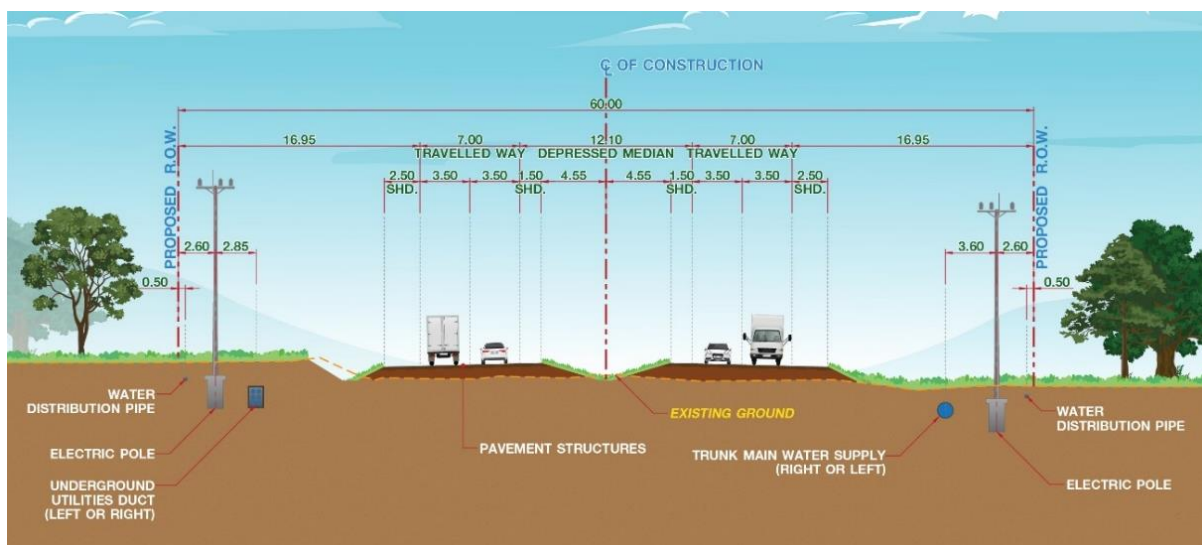 ℄ OF CONSTRUCTION
60.00
PROPOSED R.O.W.
PROPOSED R.O.W.
16.95
7.00
12.10
7.00
16.95
TRAVELLED WAY
DEPRESSED MEDIAN
TRAVELLED WAY
2.50
3.50
3.50
1.50
4.55
4.55
1.50
3.50
3.50
2.50
SHD.
SHD.
SHD.
SHD.
2.60
2.85
3.60
2.60
0.50
0.50
WATER
DISTRIBUTION PIPE
ELECTRIC POLE
UNDERGROUND
UTILITIES DUCT
(LEFT OR RIGHT)
PAVEMENT STRUCTURES
EXISTING GROUND
TRUNK MAIN WATER SUPPLY
(RIGHT OR LEFT)
WATER
DISTRIBUTION PIPE
ELECTRIC POLE